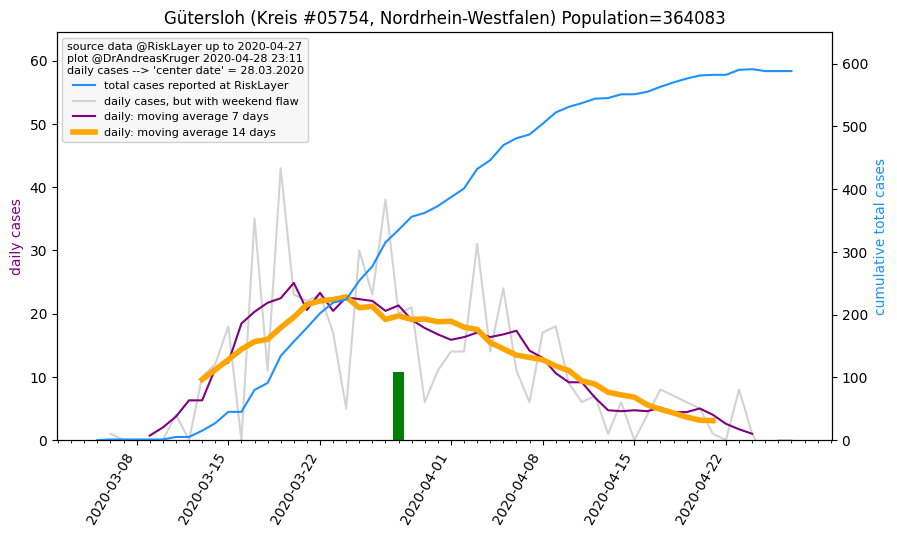 Gütersloh (Kreis #05754, Nordrhein-Westfalen) Population=364083
source data @RiskLayer up to 2020-04-27
plot @DrAndreasKruger 2020-04-28 23:11
daily cases --> 'center date' = 28.03.2020
total cases reported at RiskLayer
daily cases, but with weekend flaw
daily: moving average 7 days
daily: moving average 14 days
daily cases
60
50
40
30
20
10
0
600
500
400
300
200
100
0
cumulative total cases
2020-03-08
2020-03-15
2020-03-22
2020-04-01
2020-04-08
2020-04-15
2020-04-22